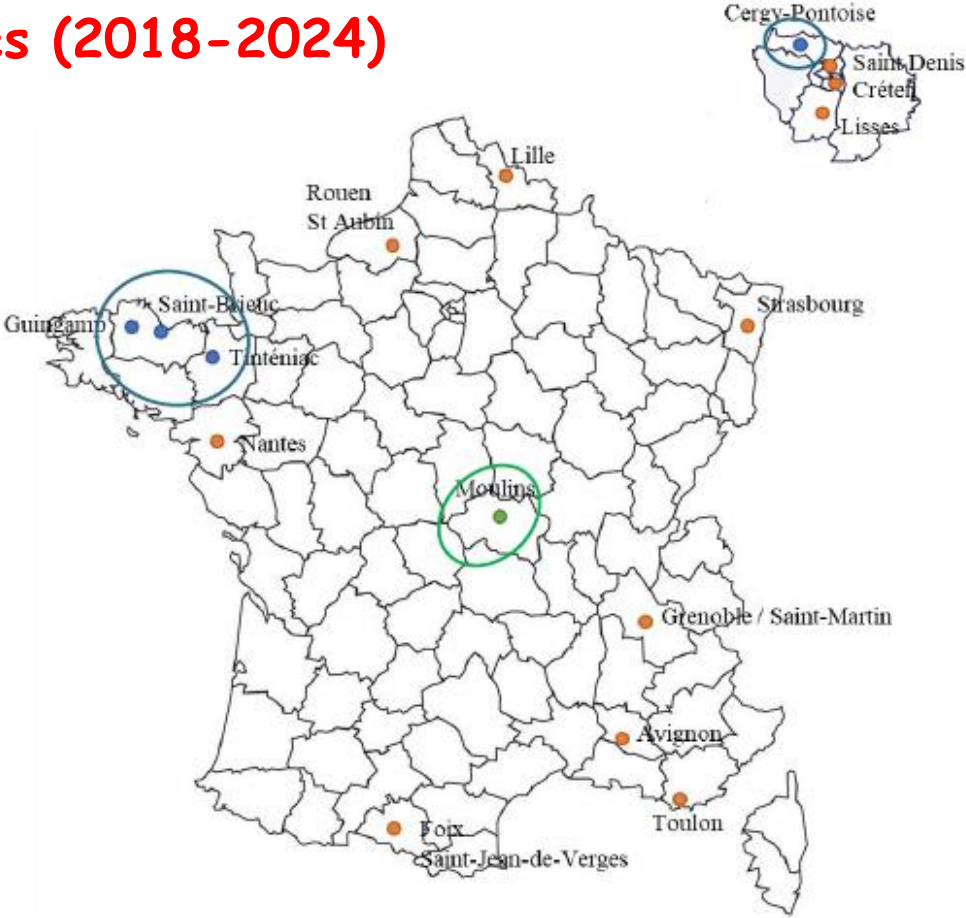 es (2018-2024)
Cergy-Pontoise
Saint Denis
Créteil
Lisses
Lille
Rouen
St Aubin
Strasbourg
Saint-Brieuc
Guingamp
Tinténiac
Nantes
Moulins
Grenoble / Saint-Martin
Avignon
Toulon
Foix
Saint-Jean-de-Verges